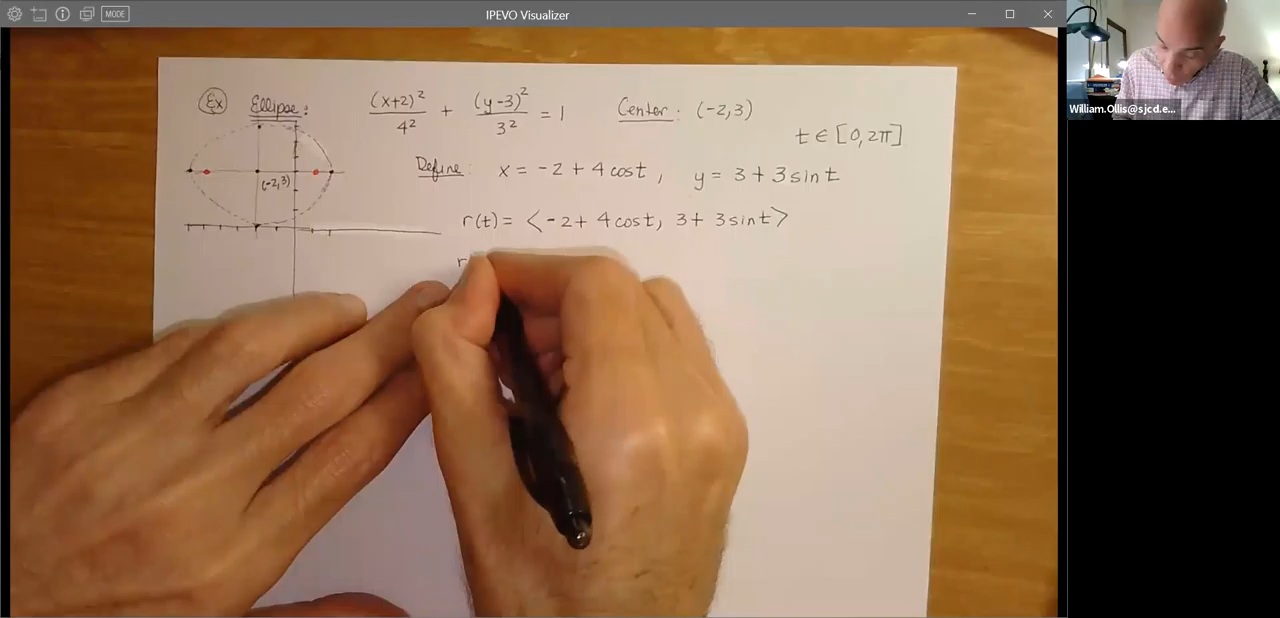 IPEVO Visualizer
MODE
William.Ollis@sjcd.e...
Ex Ellipse: (x+2)²/4² + (y-3)²/3² = 1 Center: (-2,3)
t ∈ [0,2π]
Define: x = -2 + 4cost, y = 3 + 3sint
(-2,3)
r(t) = <-2+ 4cost, 3+ 3sint>
r